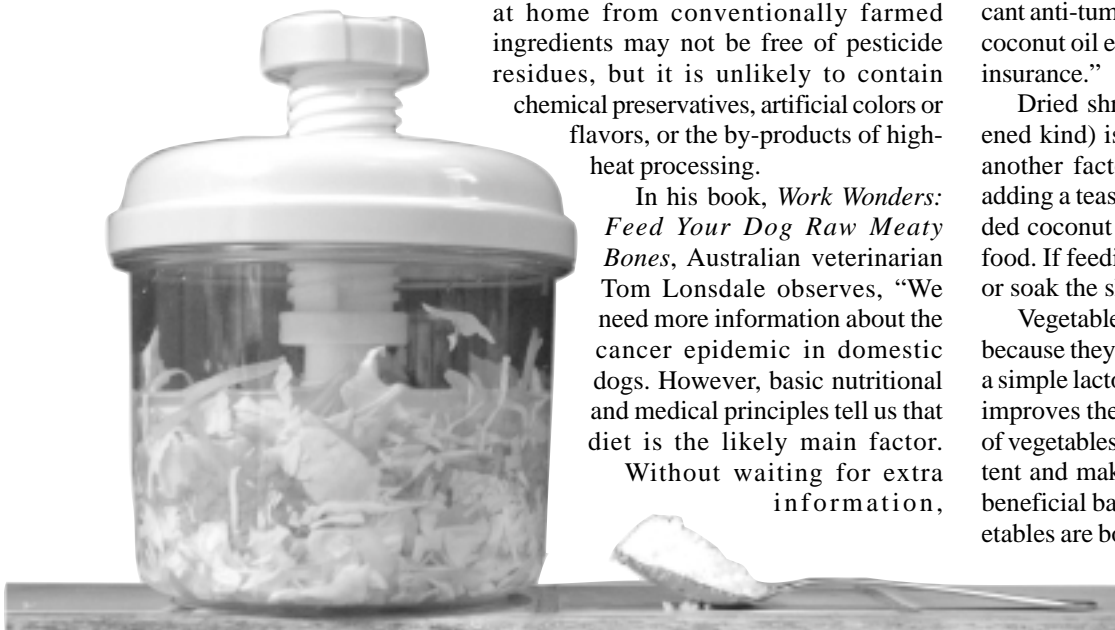 at home from conventionally farmed
ingredients may not be free of pesticide
residues, but it is unlikely to contain
chemical preservatives, artificial colors or
flavors, or the by-products of high-
heat processing.
In his book, Work Wonders:
Feed Your Dog Raw Meaty
Bones, Australian veterinarian
Tom Lonsdale observes, “We
need more information about the
cancer epidemic in domestic
dogs. However, basic nutritional
and medical principles tell us that
diet is the likely main factor.
Without waiting for extra
information,
cant anti-tum
coconut oil e
insurance.”
Dried shr
ened kind) is
another fact
adding a teas
ded coconut
food. If feedi
or soak the s
Vegetable
because they
a simple lacto
improves the
of vegetables
tent and mak
beneficial ba
etables are bo